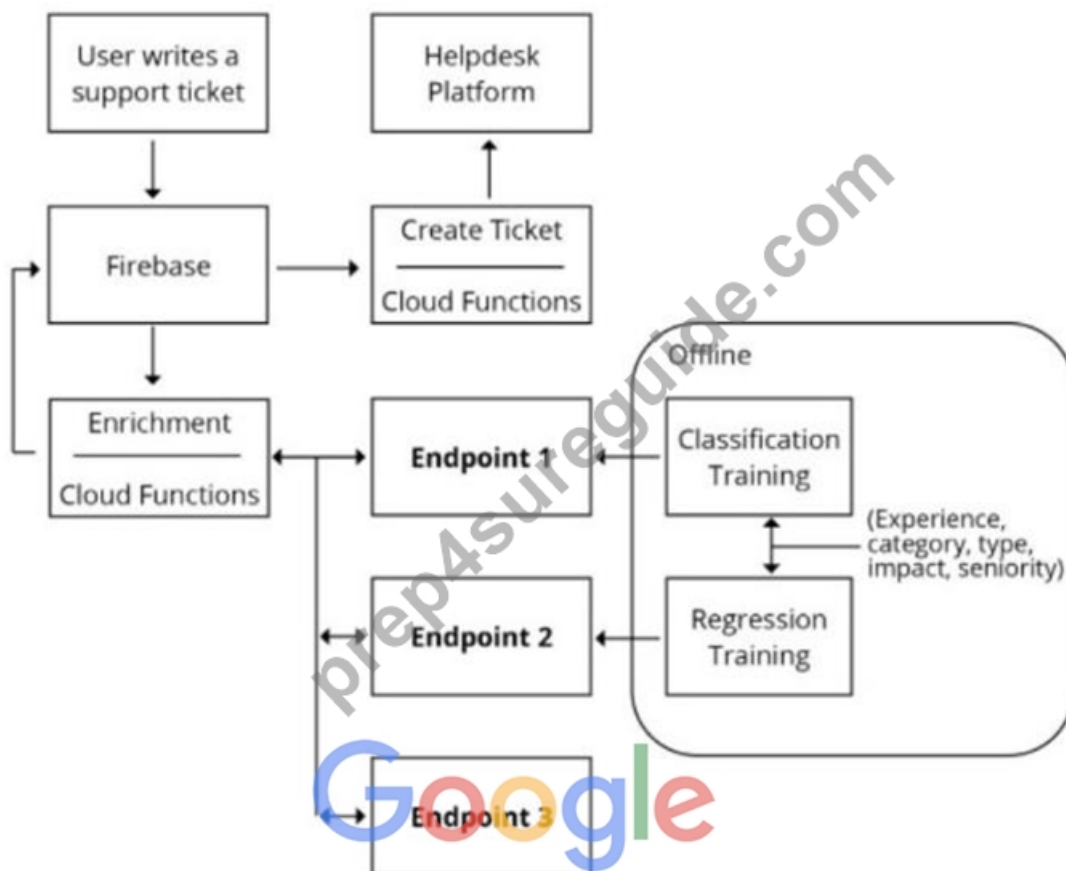 User writes a
support ticket
Helpdesk
Platform
Firebase
Create Ticket
Cloud Functions
Offline
Enrichment
Cloud Functions
Endpoint 1
Classification
Training
(Experience,
category, type,
impact, seniority)
Endpoint 2
Regression
Training
Endpoint 3
prep4sureguide.com
Google